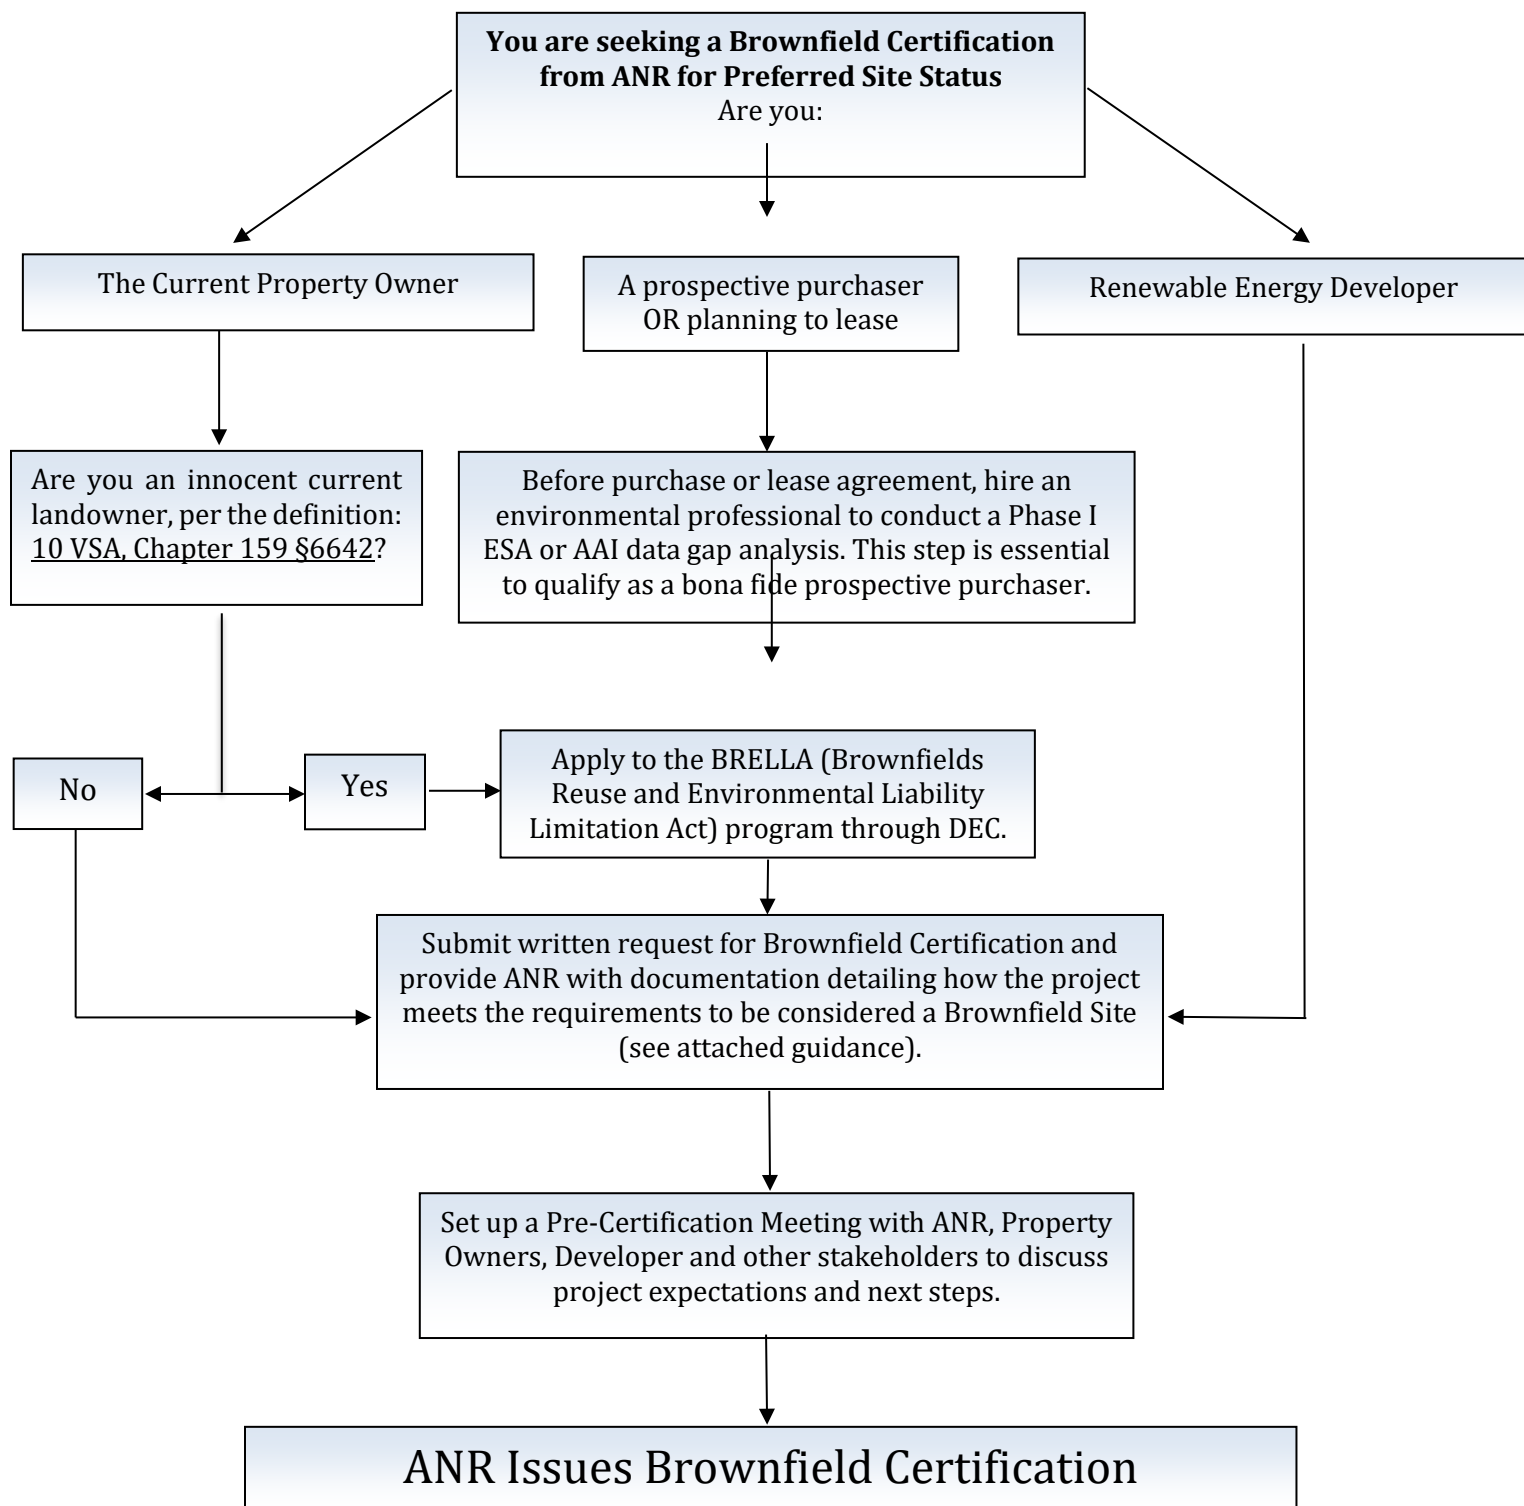 You are seeking a Brownfield Certification
from ANR for Preferred Site Status
Are you:
The Current Property Owner
A prospective purchaser
OR planning to lease
Renewable Energy Developer
Are you an innocent current
landowner, per the definition:
10 VSA, Chapter 159 §6642?
Before purchase or lease agreement, hire an
environmental professional to conduct a Phase I
ESA or AAI data gap analysis. This step is essential
to qualify as a bona fide prospective purchaser.
No
Yes
Apply to the BRELLA (Brownfields
Reuse and Environmental Liability
Limitation Act) program through DEC.
Submit written request for Brownfield Certification and
provide ANR with documentation detailing how the project
meets the requirements to be considered a Brownfield Site
(see attached guidance).
Set up a Pre-Certification Meeting with ANR, Property
Owners, Developer and other stakeholders to discuss
project expectations and next steps.
ANR Issues Brownfield Certification